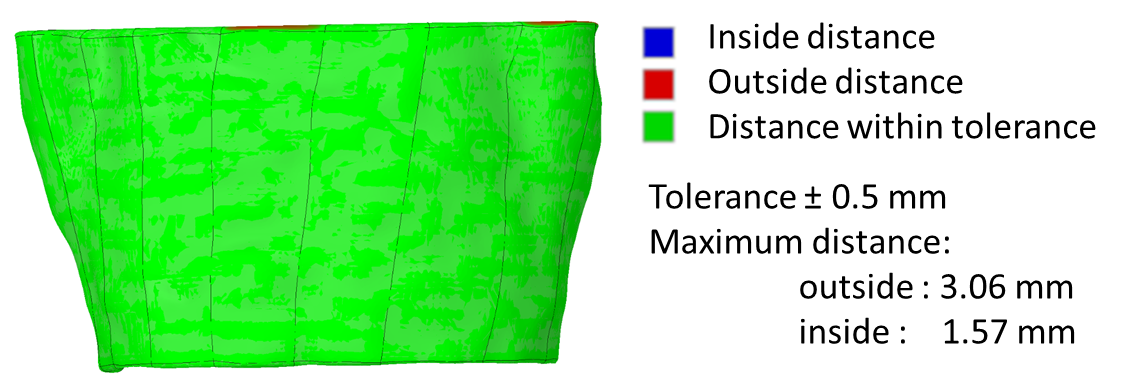 Inside distance
Outside distance
Distance within tolerance
Tolerance ± 0.5 mm
Maximum distance:
outside : 3.06 mm
inside : 1.57 mm